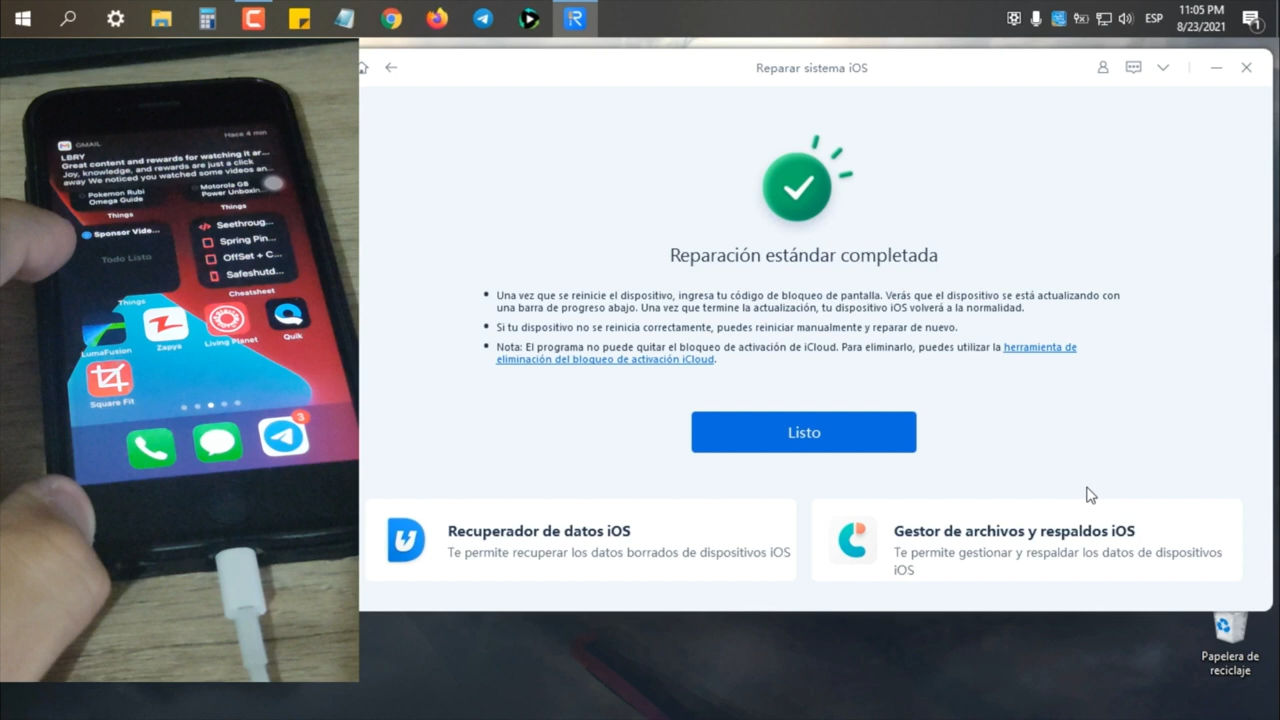 ESP
11:05 PM
8/23/2021
1
Reparar sistema iOS
GMAIL
Hace 4 min
LBRY
Great content and rewards for watching it ar...
Joy, knowledge, and rewards are just a click
away We noticed you watched some videos an...
Pokemon Rubi
Omega Guide
Motorola G8
Power Unboxin...
Things
Things
Sponsor Vide...
Todo Listo
Seethroug...
Spring Pin...
OffSet + C...
Safeshutd...
Things
Cheatsheet
LumaFusion
Zapya
Living Planet
Quik
Square Fit
3
Reparación estándar completada
Una vez que se reinicie el dispositivo, ingresa tu código de bloqueo de pantalla. Verás que el dispositivo se está actualizando con
una barra de progreso abajo. Una vez que termine la actualización, tu dispositivo iOS volverá a la normalidad.
Si tu dispositivo no se reinicia correctamente, puedes reiniciar manualmente y reparar de nuevo.
Nota: El programa no puede quitar el bloqueo de activación de iCloud. Para eliminarlo, puedes utilizar la herramienta de
eliminación del bloqueo de activación iCloud.
Listo
Recuperador de datos iOS
Te permite recuperar los datos borrados de dispositivos iOS
Gestor de archivos y respaldos iOS
Te permite gestionar y respaldar los datos de dispositivos
iOS
Papelera de
reciclaje